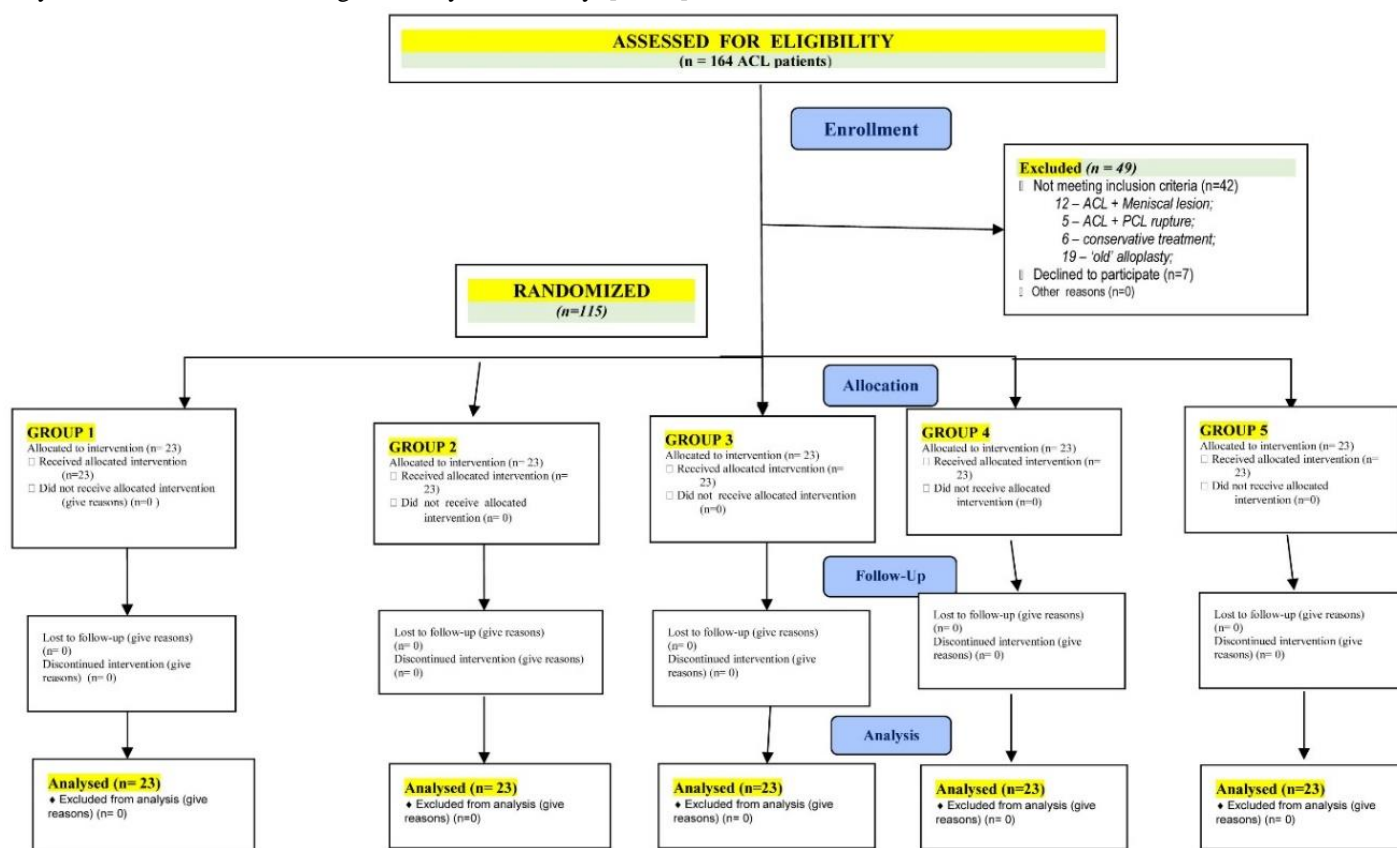 ASSESSED FOR ELIGIBILITY
(n = 164 ACL patients)
Enrollment
Excluded (n = 49)
Not meeting inclusion criteria (n=42)
12 – ACL + Meniscal lesion;
5 – ACL + PCL rupture;
6 – conservative treatment;
19 – ‘old’ alloplasty;
Declined to participate (n=7)
Other reasons (n=0)
RANDOMIZED
(n=115)
Allocation
GROUP 1
Allocated to intervention (n= 23)
□ Received allocated intervention
(n=23)
□ Did not receive allocated intervention
(give reasons) (n=0 )
GROUP 2
Allocated to intervention (n= 23)
□ Received allocated intervention (n=
23)
□ Did not receive allocated
intervention (n= 0)
GROUP 3
Allocated to intervention (n= 23)
□ Received allocated intervention (n=
23)
□ Did not receive allocated intervention
(n=0)
GROUP 4
Allocated to intervention (n= 23)
□ Received allocated intervention (n=
23)
□ Did not receive allocated
intervention (n=0)
GROUP 5
Allocated to intervention (n= 23)
□ Received allocated intervention (n=
23)
□ Did not receive allocated
intervention (n=0)
Follow-Up
Lost to follow-up (give reasons)
(n= 0)
Discontinued intervention (give
reasons) (n= 0)
Lost to follow-up (give reasons)
(n= 0)
Discontinued intervention (give reasons)
(n= 0)
Lost to follow-up (give reasons)
(n= 0)
Discontinued intervention (give
reasons) (n= 0)
Lost to follow-up (give reasons)
(n= 0)
Discontinued intervention (give
reasons) (n= 0)
Lost to follow-up (give reasons)
(n= 0)
Discontinued intervention (give
reasons) (n= 0)
Analysis
Analysed (n= 23)
♦ Excluded from analysis (give
reasons) (n= 0)
Analysed (n= 23)
♦ Excluded from analysis (give
reasons) (n=0)
Analysed (n=23)
♦ Excluded from analysis (give
reasons) (n= 0)
Analysed (n=23)
♦ Excluded from analysis (give
reasons) (n= 0)
Analysed (n=23)
♦ Excluded from analysis (give
reasons) (n= 0)